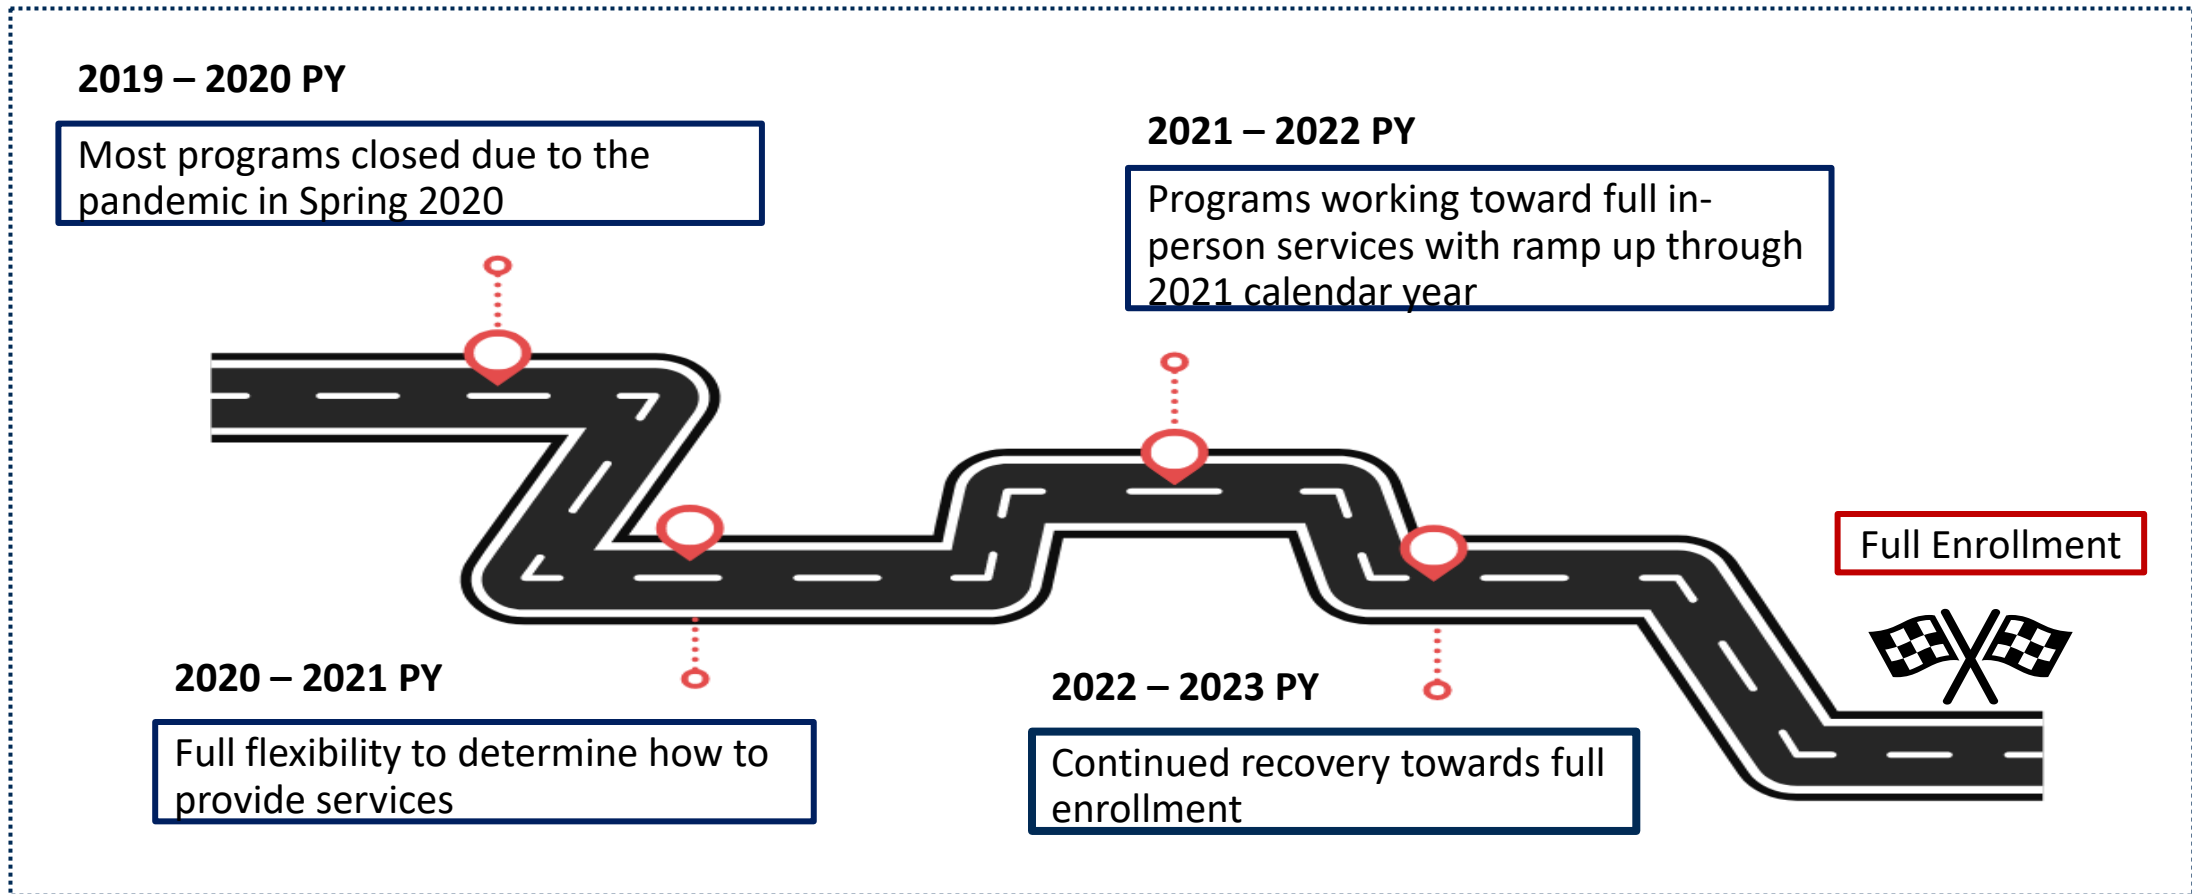 2019 – 2020 PY
Most programs closed due to the
pandemic in Spring 2020
2020 – 2021 PY
Full flexibility to determine how to
provide services
2021 – 2022 PY
Programs working toward full in-
person services with ramp up through
2021 calendar year
2022 – 2023 PY
Continued recovery towards full
enrollment
Full Enrollment